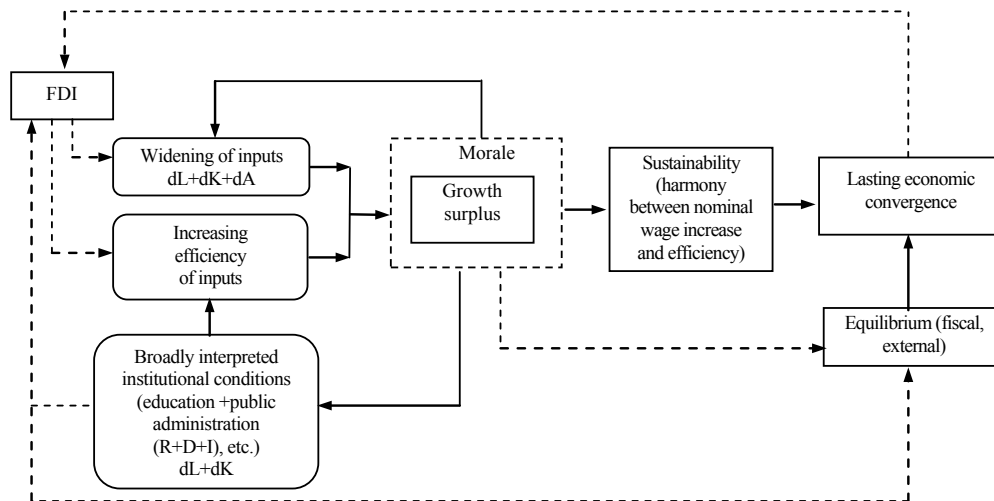 FDI
Widening of inputs
dL+dK+dA
Increasing
efficiency
of inputs
Broadly interpreted
institutional conditions
(education +public
administration
(R+D+I), etc.)
dL+dK
Morale
Growth
surplus
Sustainability
(harmony
between nominal
wage increase
and efficiency)
Lasting economic
convergence
Equilibrium (fiscal,
external)